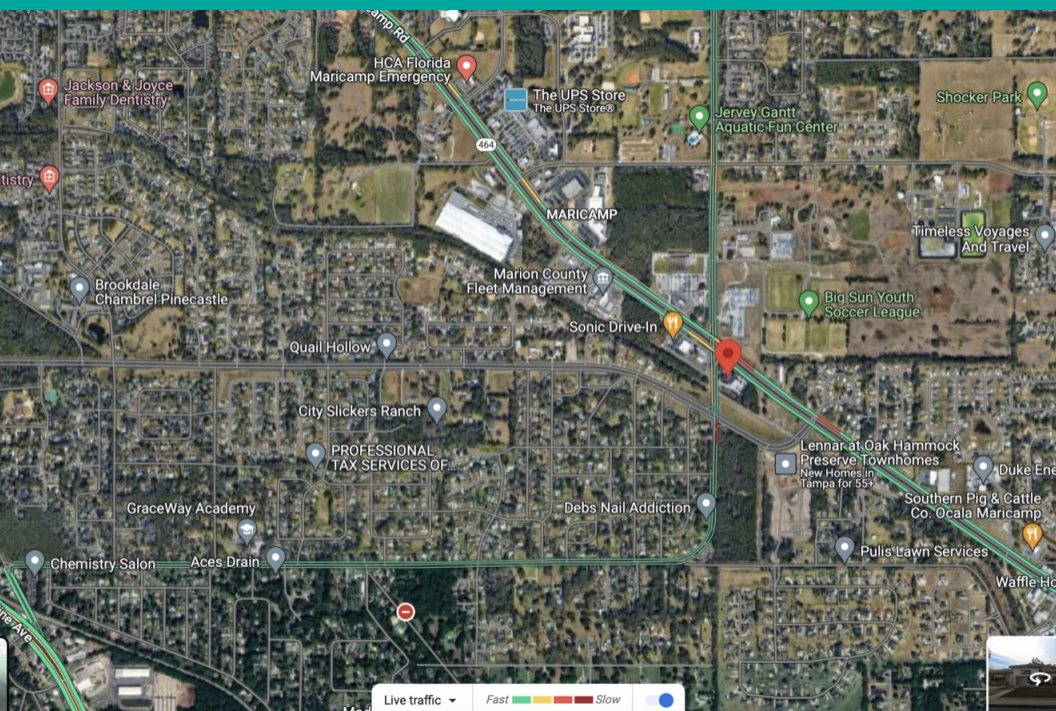 camp Rd
HCA Florida
Maricamp Emergency
Jackson & Joyce
Family Dentistry
The UPS Store
The UPS Store®
Shocker Park
Jervey Gantt
Aquatic Fun Center
464
tistry
MARICAMP
Timeless Voyages
And Travel
Marion County
Fleet Management
Brookdale
Chambrel Pinecastle
Big Sun Youth
Soccer League
Sonic Drive-In
Quail Hollow
City Slickers Ranch
PROFESSIONAL
TAX SERVICES OF...
Lennar at Oak Hammock
Preserve Townhomes
New Homes in
Tampa for 55+
Duke Ene
Southern Pig & Cattle
Co. Ocala Maricamp
GraceWay Academy
Debs Nail Addiction
Chemistry Salon
Aces Drain
Pulis Lawn Services
Waffle Ho
ine Ave
Live traffic
Fast
Slow